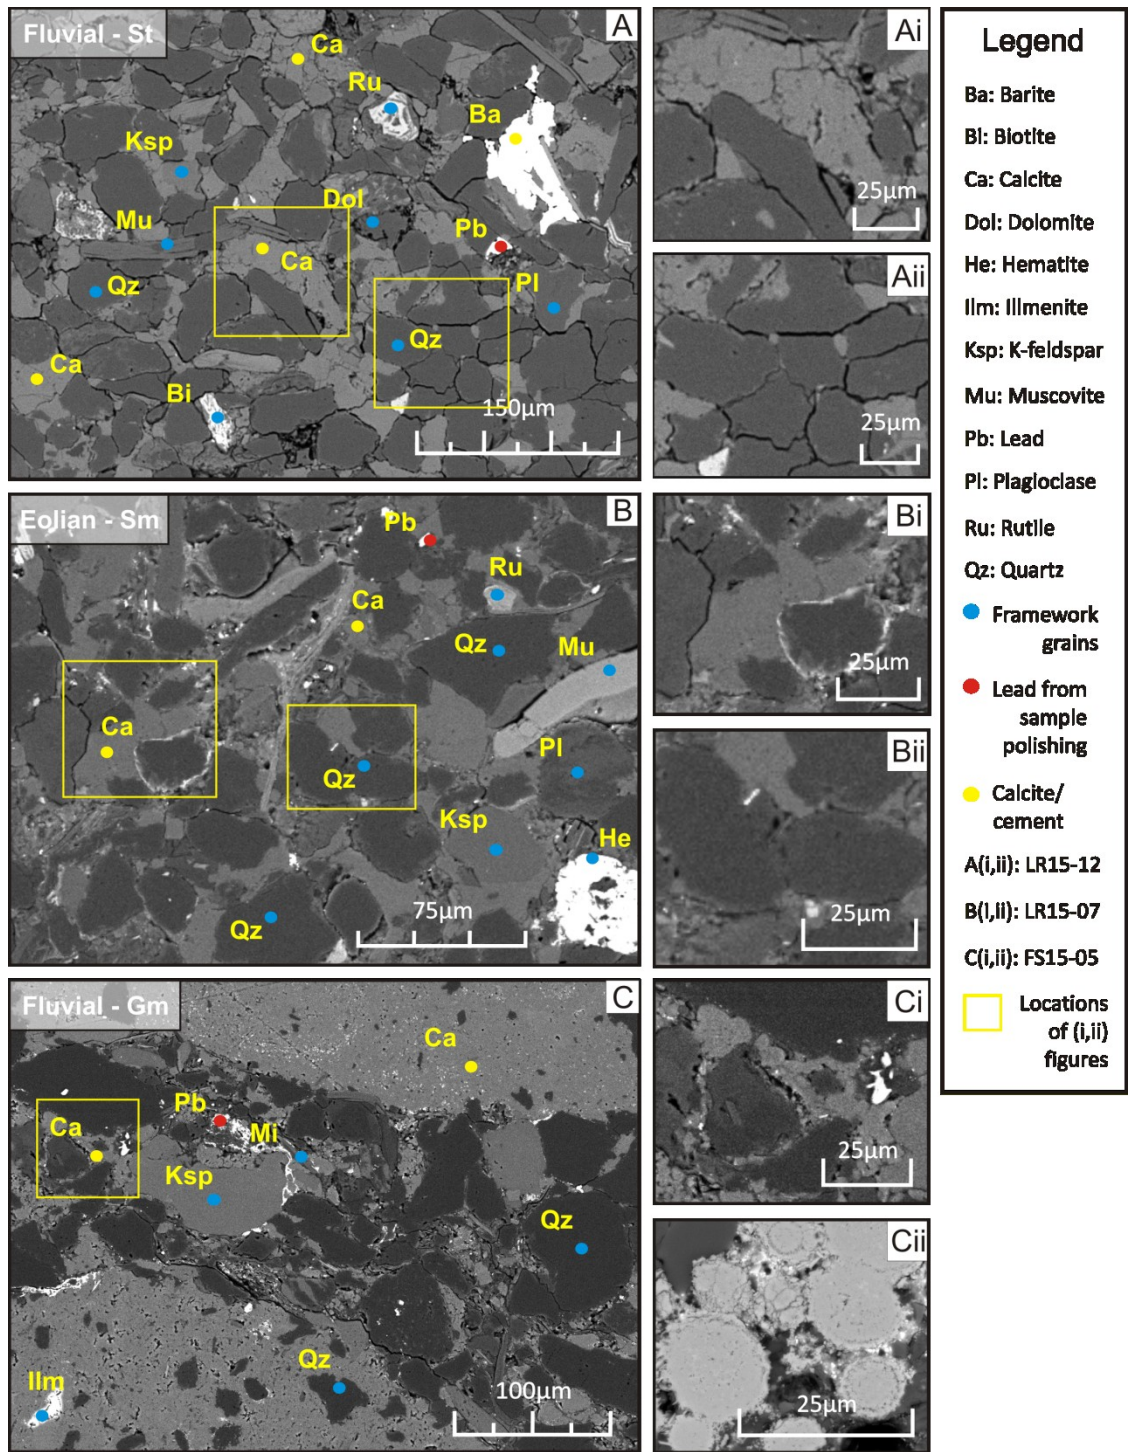 Fluvial - St
A
Ca
Ru
Ba
Ksp
Dol
Mu
Pb
Ca
Qz
Pl
Qz
Ca
Bi
150µm
Ai
25µm
Aii
25µm
Eolian - Sm
B
Pb
Ru
Ca
Qz
Mu
Ca
Pl
Qz
Ksp
He
75µm
Qz
Bi
25µm
Bii
25µm
Fluvial - Gm
C
Ca
Pb
Ca
Mi
Ksp
Qz
Qz
Ilm
100µm
Ci
25µm
Cii
25µm
Legend
Ba: Barite
BI: Biotite
Ca: Calcite
Dol: Dolomite
He: Hematite
Ilm: Illmenite
Ksp: K-feldspar
Mu: Muscovite
Pb: Lead
Pl: Plagioclase
Ru: Rutile
Qz: Quartz
Framework
grains
Lead from
sample
polishing
Calcite/
cement
A(i,ii): LR15-12
B(i,ii): LR15-07
C(i,ii): FS15-05
Locations
of (i,ii)
figures